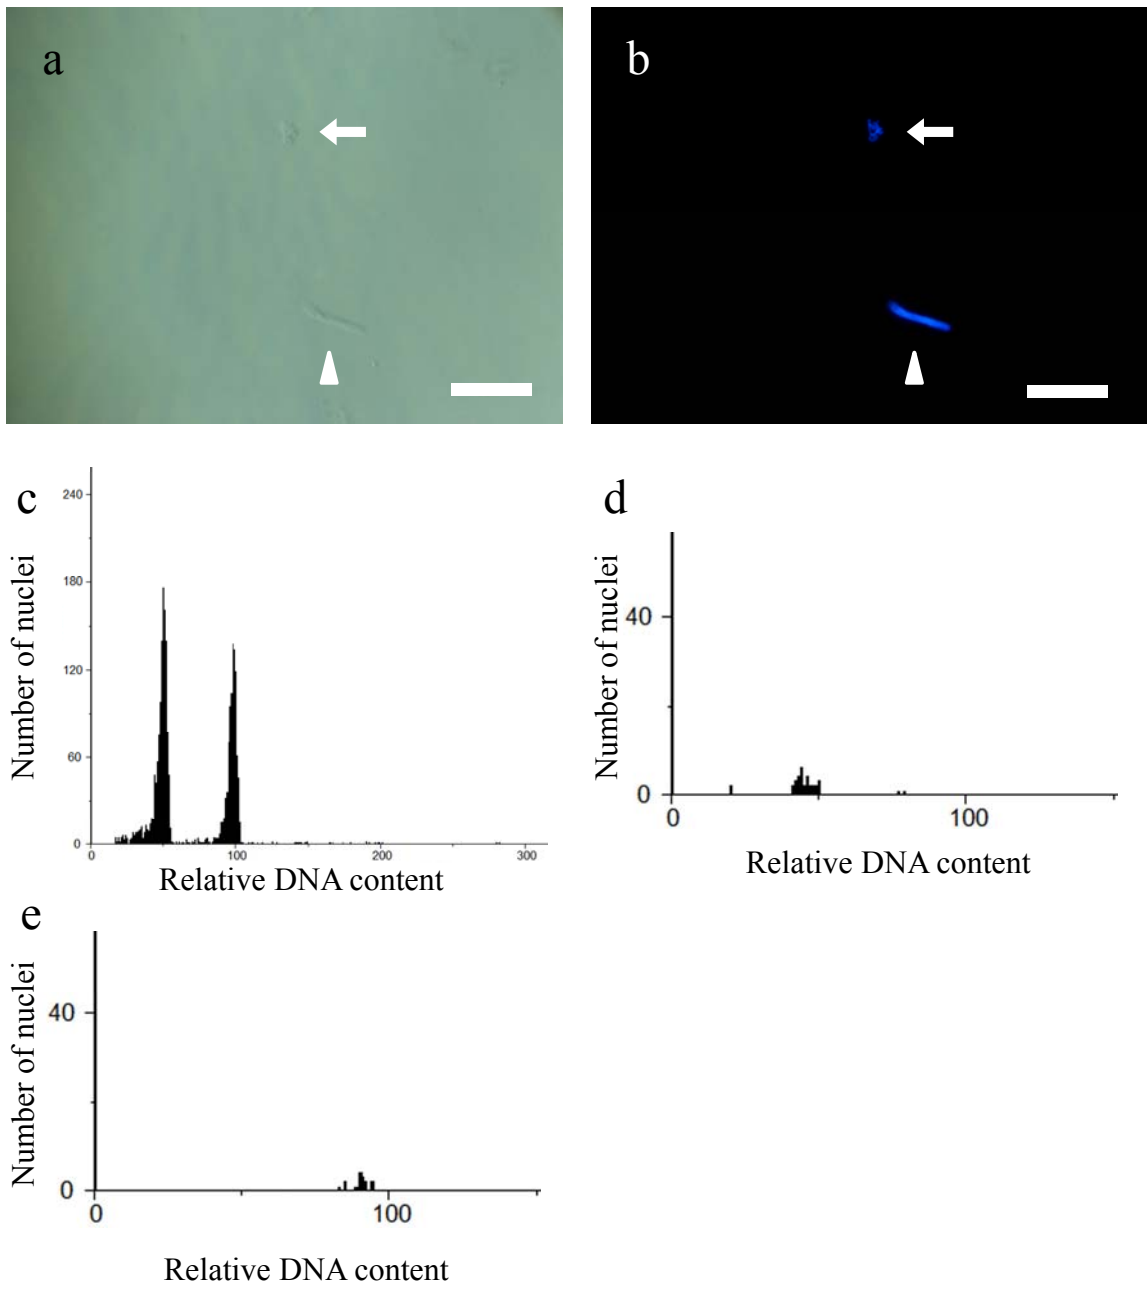 a
b
c
240
180
120
60
0
0 100 200 300
Number of nuclei
Relative DNA content
d
40
0
0 100
Number of nuclei
Relative DNA content
e
40
0
0 100
Number of nuclei
Relative DNA content